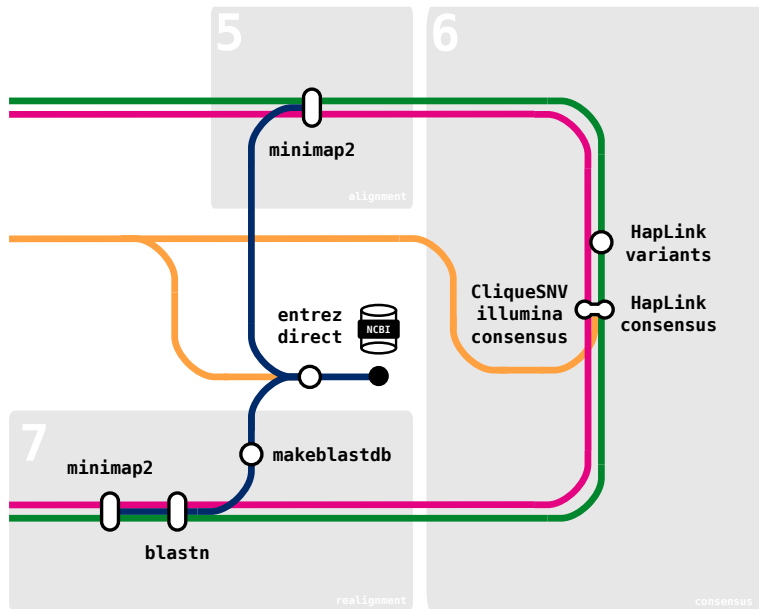 5
6
minimap2
alignment
HapLink
variants
CliqueSNV
illumina
consensus
HapLink
consensus
entrez
direct
NCBI
7
minimap2
makeblastdb
blastn
realignment
consensus